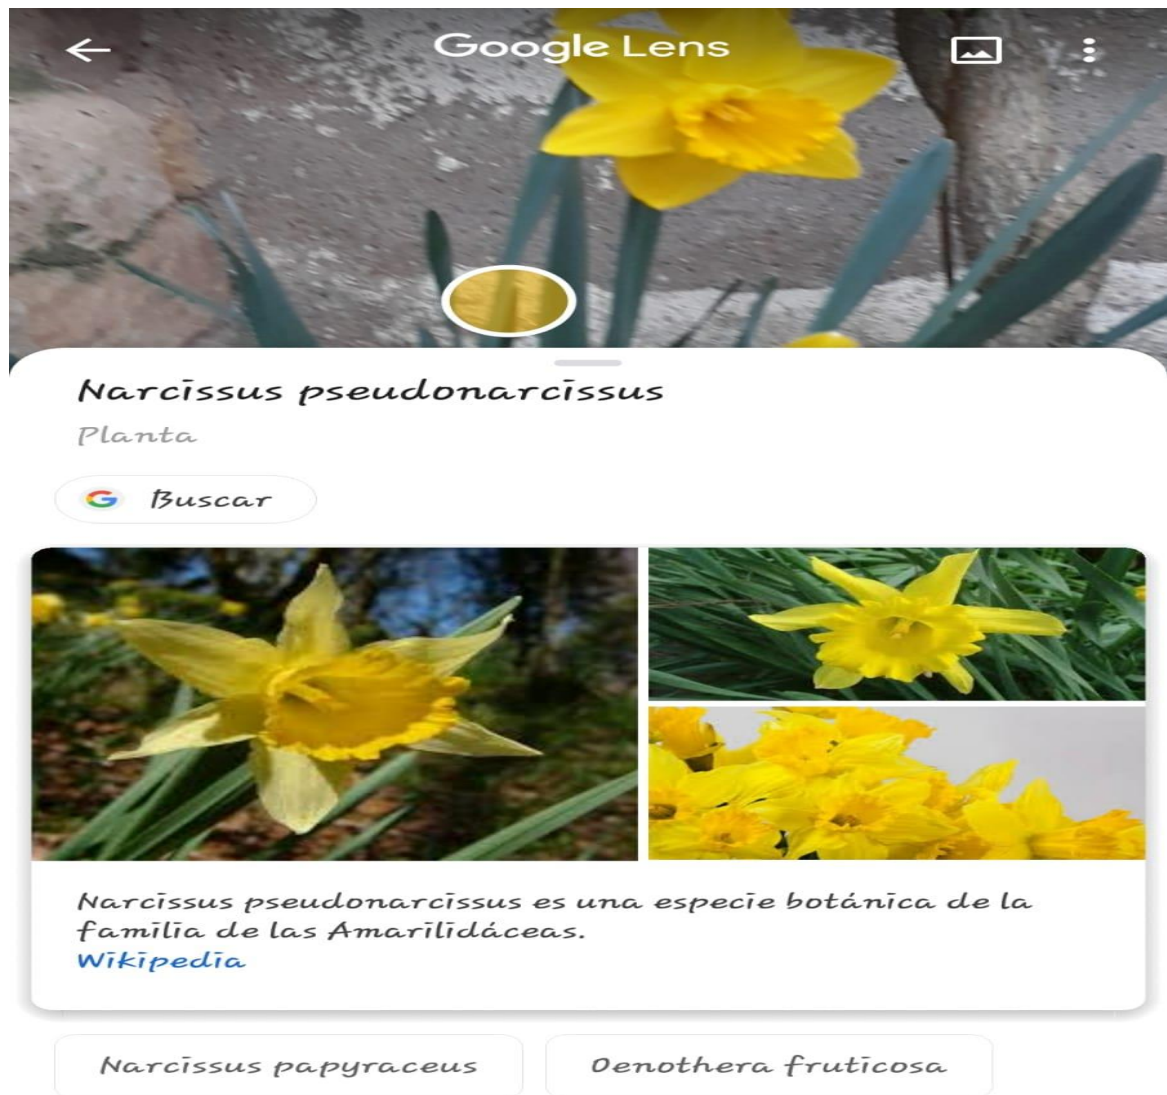 Google Lens
Narcissus pseudonarcissus
Planta
Buscar
Narcissus pseudonarcissus es una especie botánica de la
familia de las Amarilidáceas.
Wikipedia
Narcissus papyraceus
Oenothera fruticosa